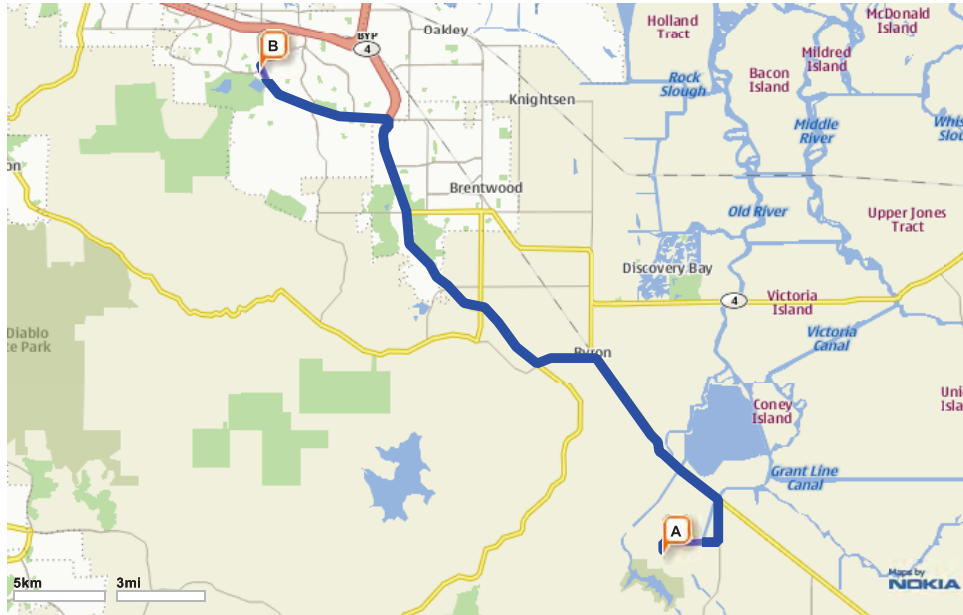 Holland
Tract
McDonald
Island
BYP
4
Oakley
B
Mildred
Island
Rock
Slough
Bacon
Island
Knightsen
Middle
River
on
Brentwood
Old River
Upper Jones
Tract
Discovery Bay
4
Victoria
Island
Diablo
te Park
Victoria
Canal
Byron
Coney
Island
Grant Line
Canal
A
5km
3mi
Maps by
NOKIA